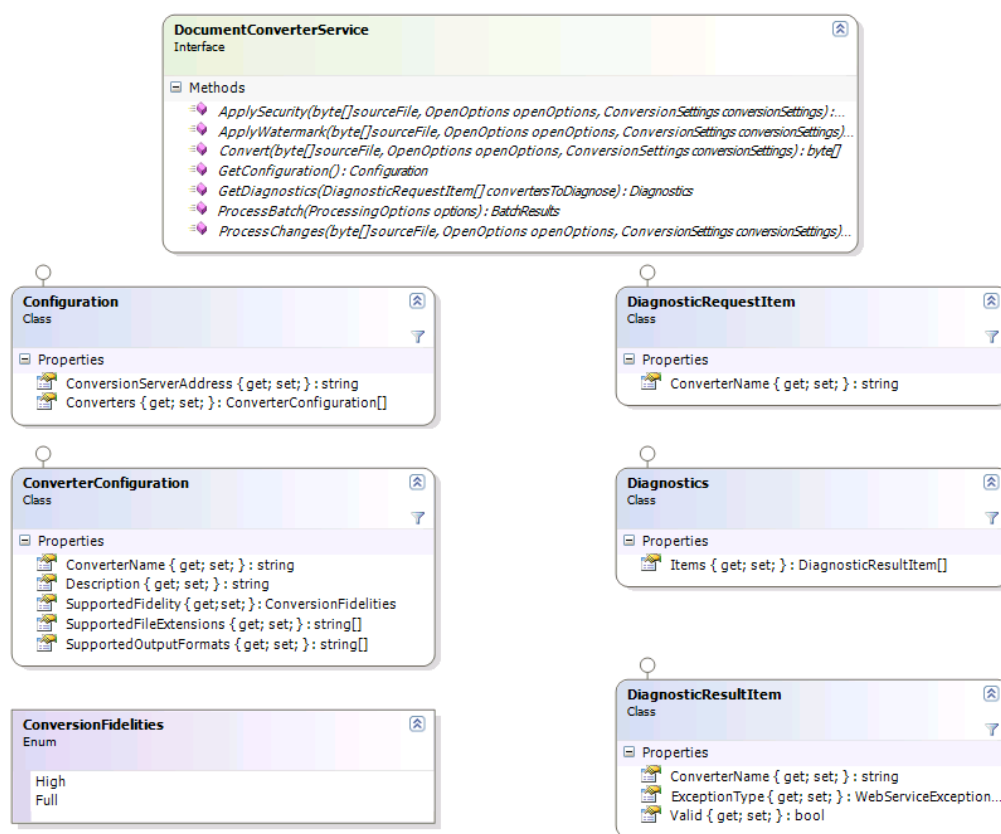 DocumentConverterService
Interface
Methods
ApplySecurity(byte[]sourceFile, OpenOptions openOptions, ConversionSettings conversionSettings) :...
ApplyWatermark(byte[]sourceFile, OpenOptions openOptions, ConversionSettings conversionSettings)...
Convert(byte[]sourceFile, OpenOptions openOptions, ConversionSettings conversionSettings) : byte[]
GetConfiguration() : Configuration
GetDiagnostics(DiagnosticRequestItem[] convertersToDiagnose) : Diagnostics
ProcessBatch(ProcessingOptions options) : BatchResults
ProcessChanges(byte[]sourceFile, OpenOptions openOptions, ConversionSettings conversionSettings)...
Configuration
Class
Properties
ConversionServerAddress { get; set; } : string
Converters { get; set; } : ConverterConfiguration[]
DiagnosticRequestItem
Class
Properties
ConverterName { get; set; } : string
ConverterConfiguration
Class
Properties
ConverterName { get; set; } : string
Description { get; set; } : string
SupportedFidelity { get; set; } : ConversionFidelities
SupportedFileExtensions { get; set; } : string[]
SupportedOutputFormats { get; set; } : string[]
Diagnostics
Class
Properties
Items { get; set; } : DiagnosticResultItem[]
ConversionFidelities
Enum
High
Full
DiagnosticResultItem
Class
Properties
ConverterName { get; set; } : string
ExceptionType { get; set; } : WebServiceException...
Valid { get; set; } : bool